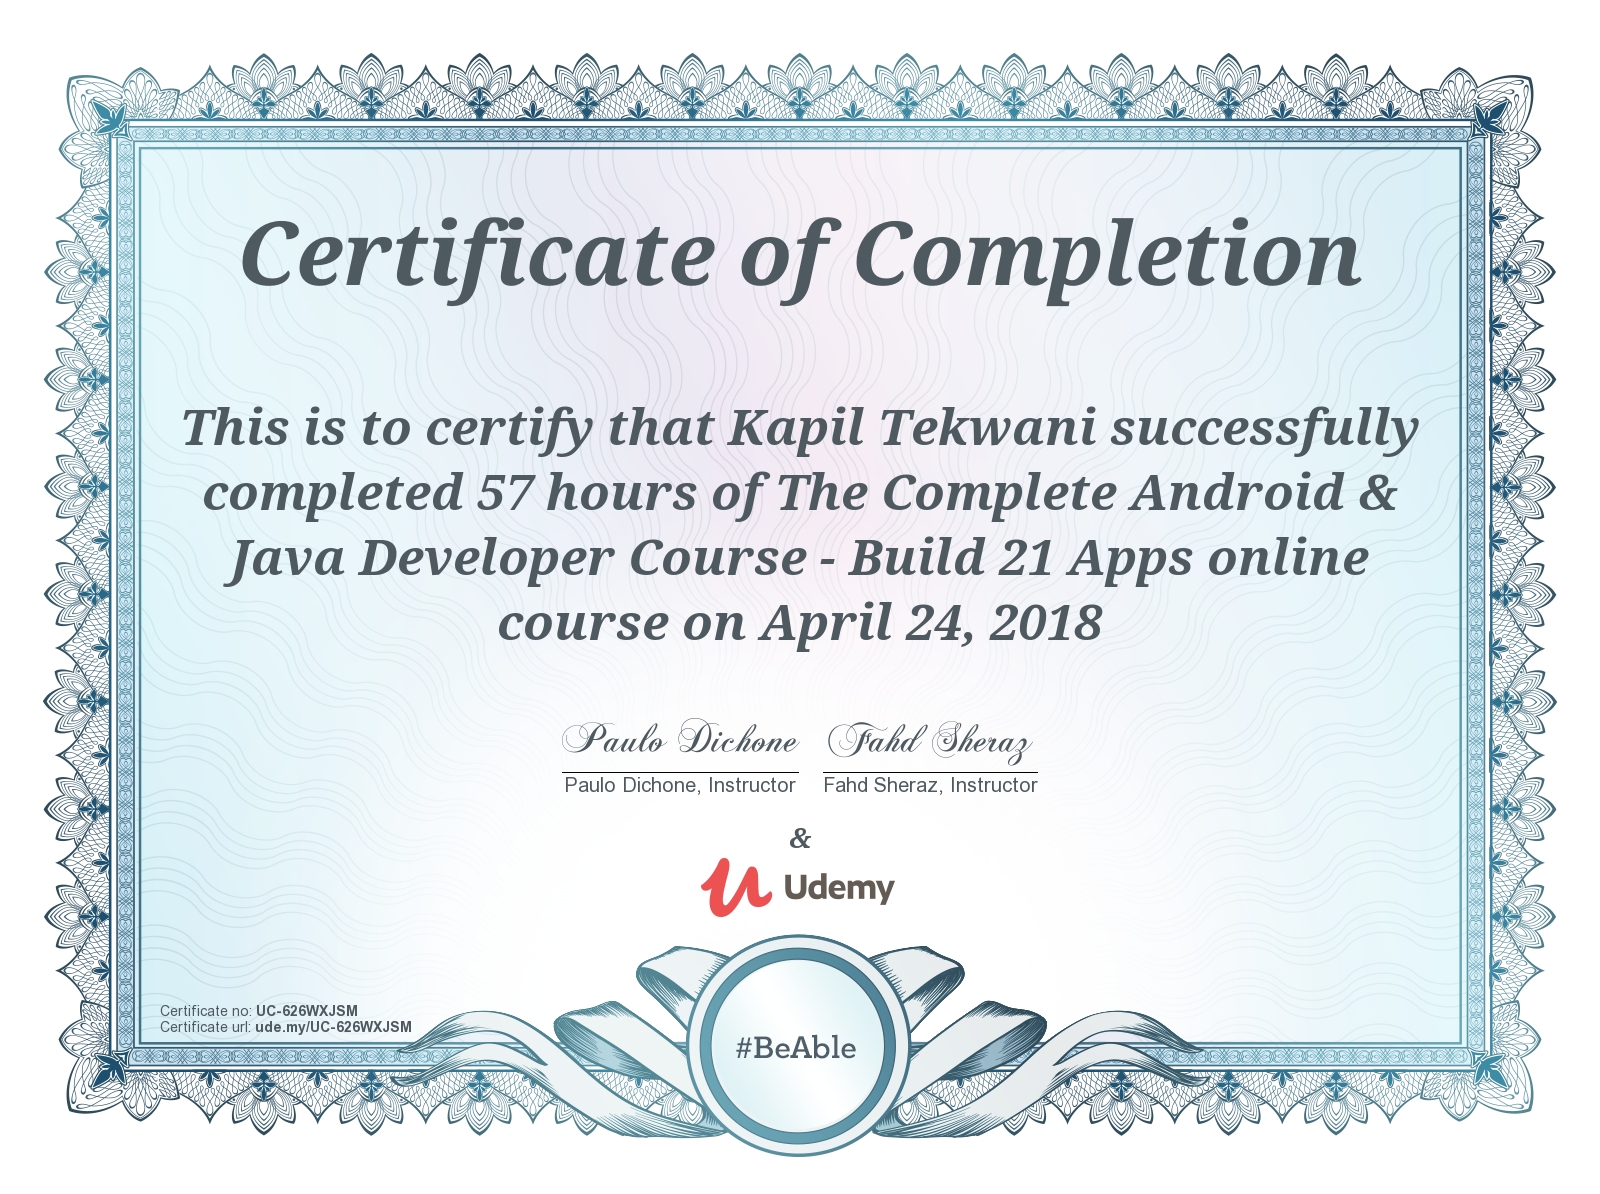 Certificate of Completion
This is to certify that Kapil Tekwani successfully
completed 57 hours of The Complete Android &
Java Developer Course - Build 21 Apps online
course on April 24, 2018
Paulo Dichone Fahd Sheraz
Paulo Dichone, Instructor Fahd Sheraz, Instructor
&
Udemy
Certificate no: UC-626WXJSM
Certificate url: ude.my/UC-626WXJSM
#BeAble